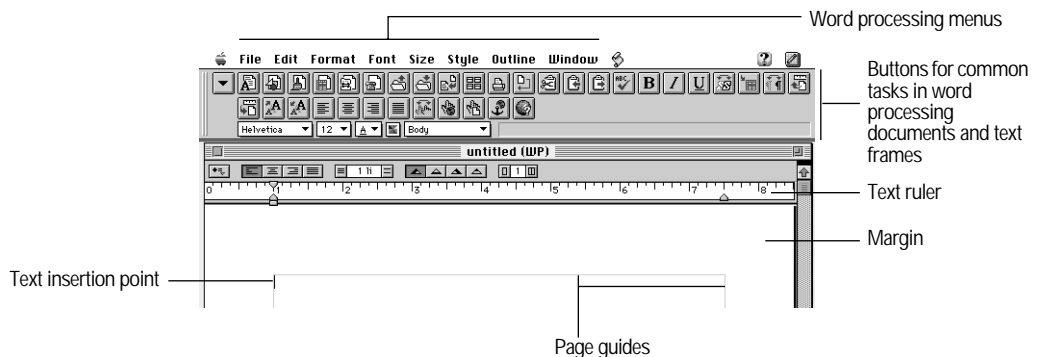 Word processing menus
File Edit Format Font Size Style Outline Window
Buttons for common
tasks in word
processing
documents and text
frames
ABC B I U
Helvetica 12 A Body
untitled (WP)
1 li 1
0 1 2 3 4 5 6 7 8
Text ruler
Margin
Text insertion point
Page guides